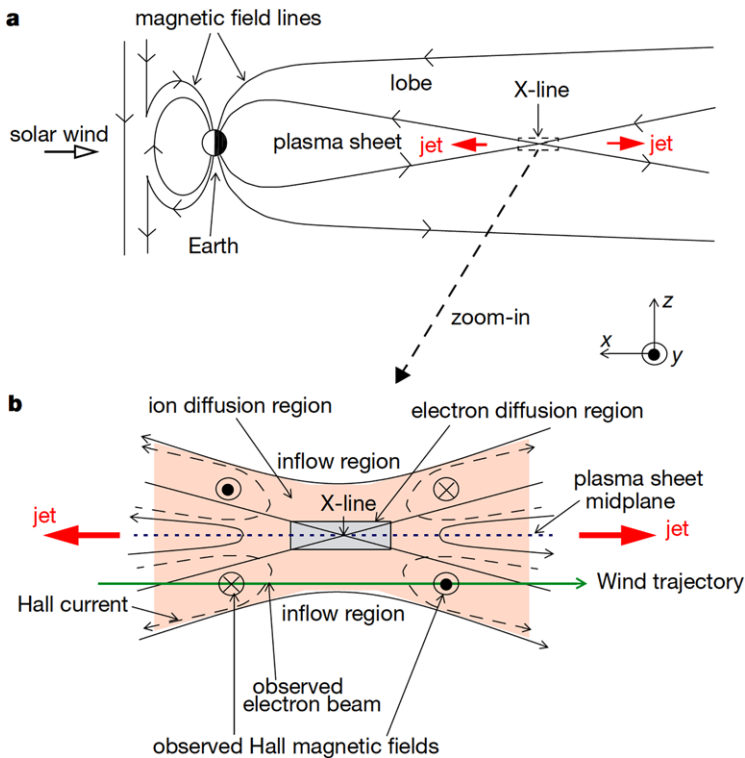 a
magnetic field lines
lobe
X-line
solar wind
plasma sheet
jet
jet
Earth
zoom-in
z
x
y
b
ion diffusion region
electron diffusion region
inflow region
plasma sheet
midplane
X-line
jet
jet
Wind trajectory
Hall current
inflow region
observed
electron beam
observed Hall magnetic fields